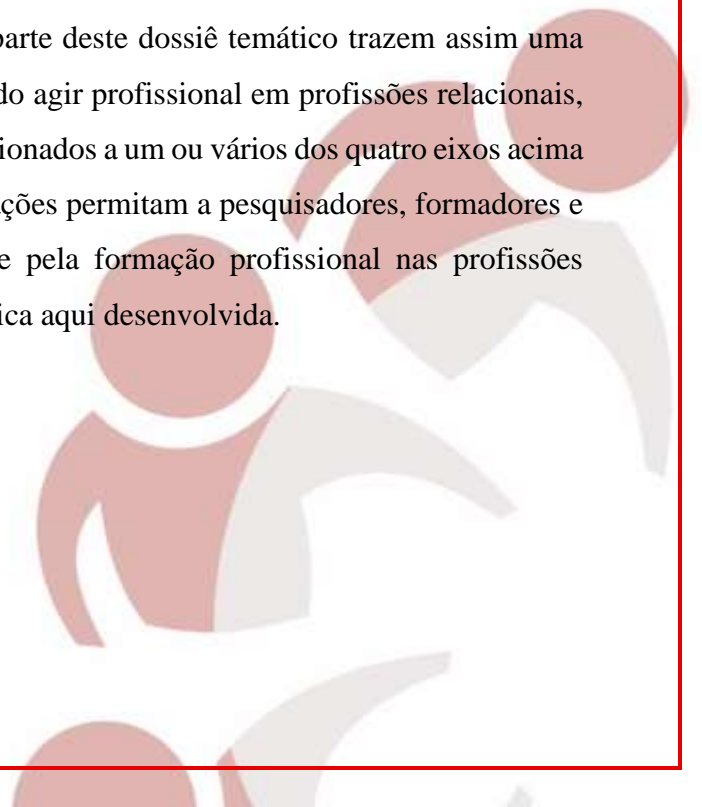 parte deste dossiê temático trazem assim uma
do agir profissional em profissões relacionais,
ionados a um ou vários dos quatro eixos acima
ções permitam a pesquisadores, formadores e
e pela formação profissional nas profissões
ica aqui desenvolvida.